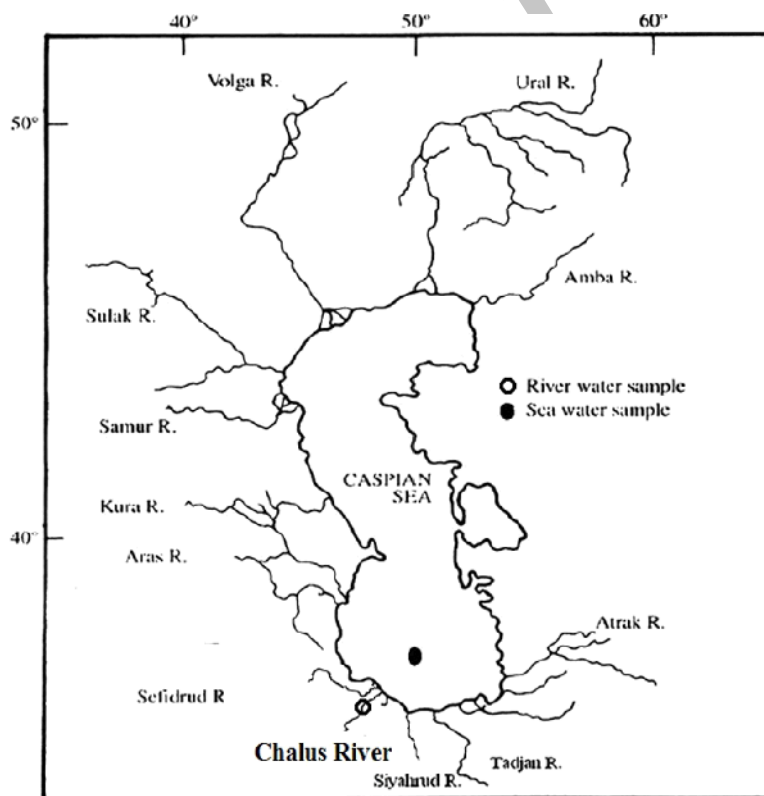 40°
50°
60°
Volga R.
Ural R.
50°
Amba R.
Sulak R.
River water sample
Sea water sample
Samur R.
CASPIAN
SEA
Kura R.
40°
Aras R.
Atrak R.
Sefidrud R
Chalus River
Tadjan R.
Siyahrud R.